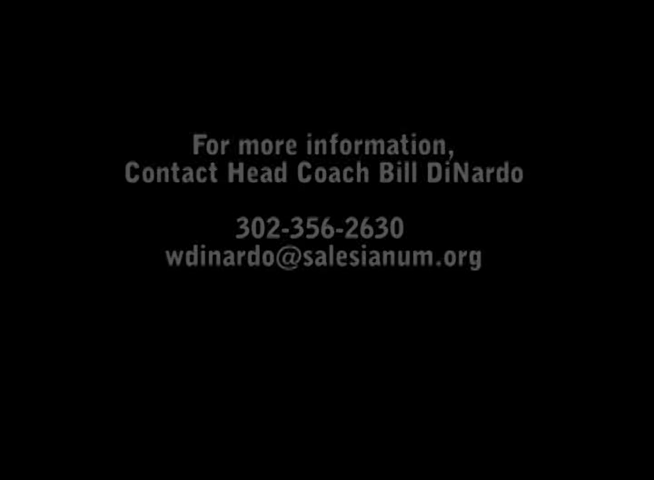 For more information,
Contact Head Coach Bill DiNardo
302-356-2630
wdinardo@salesianum.org